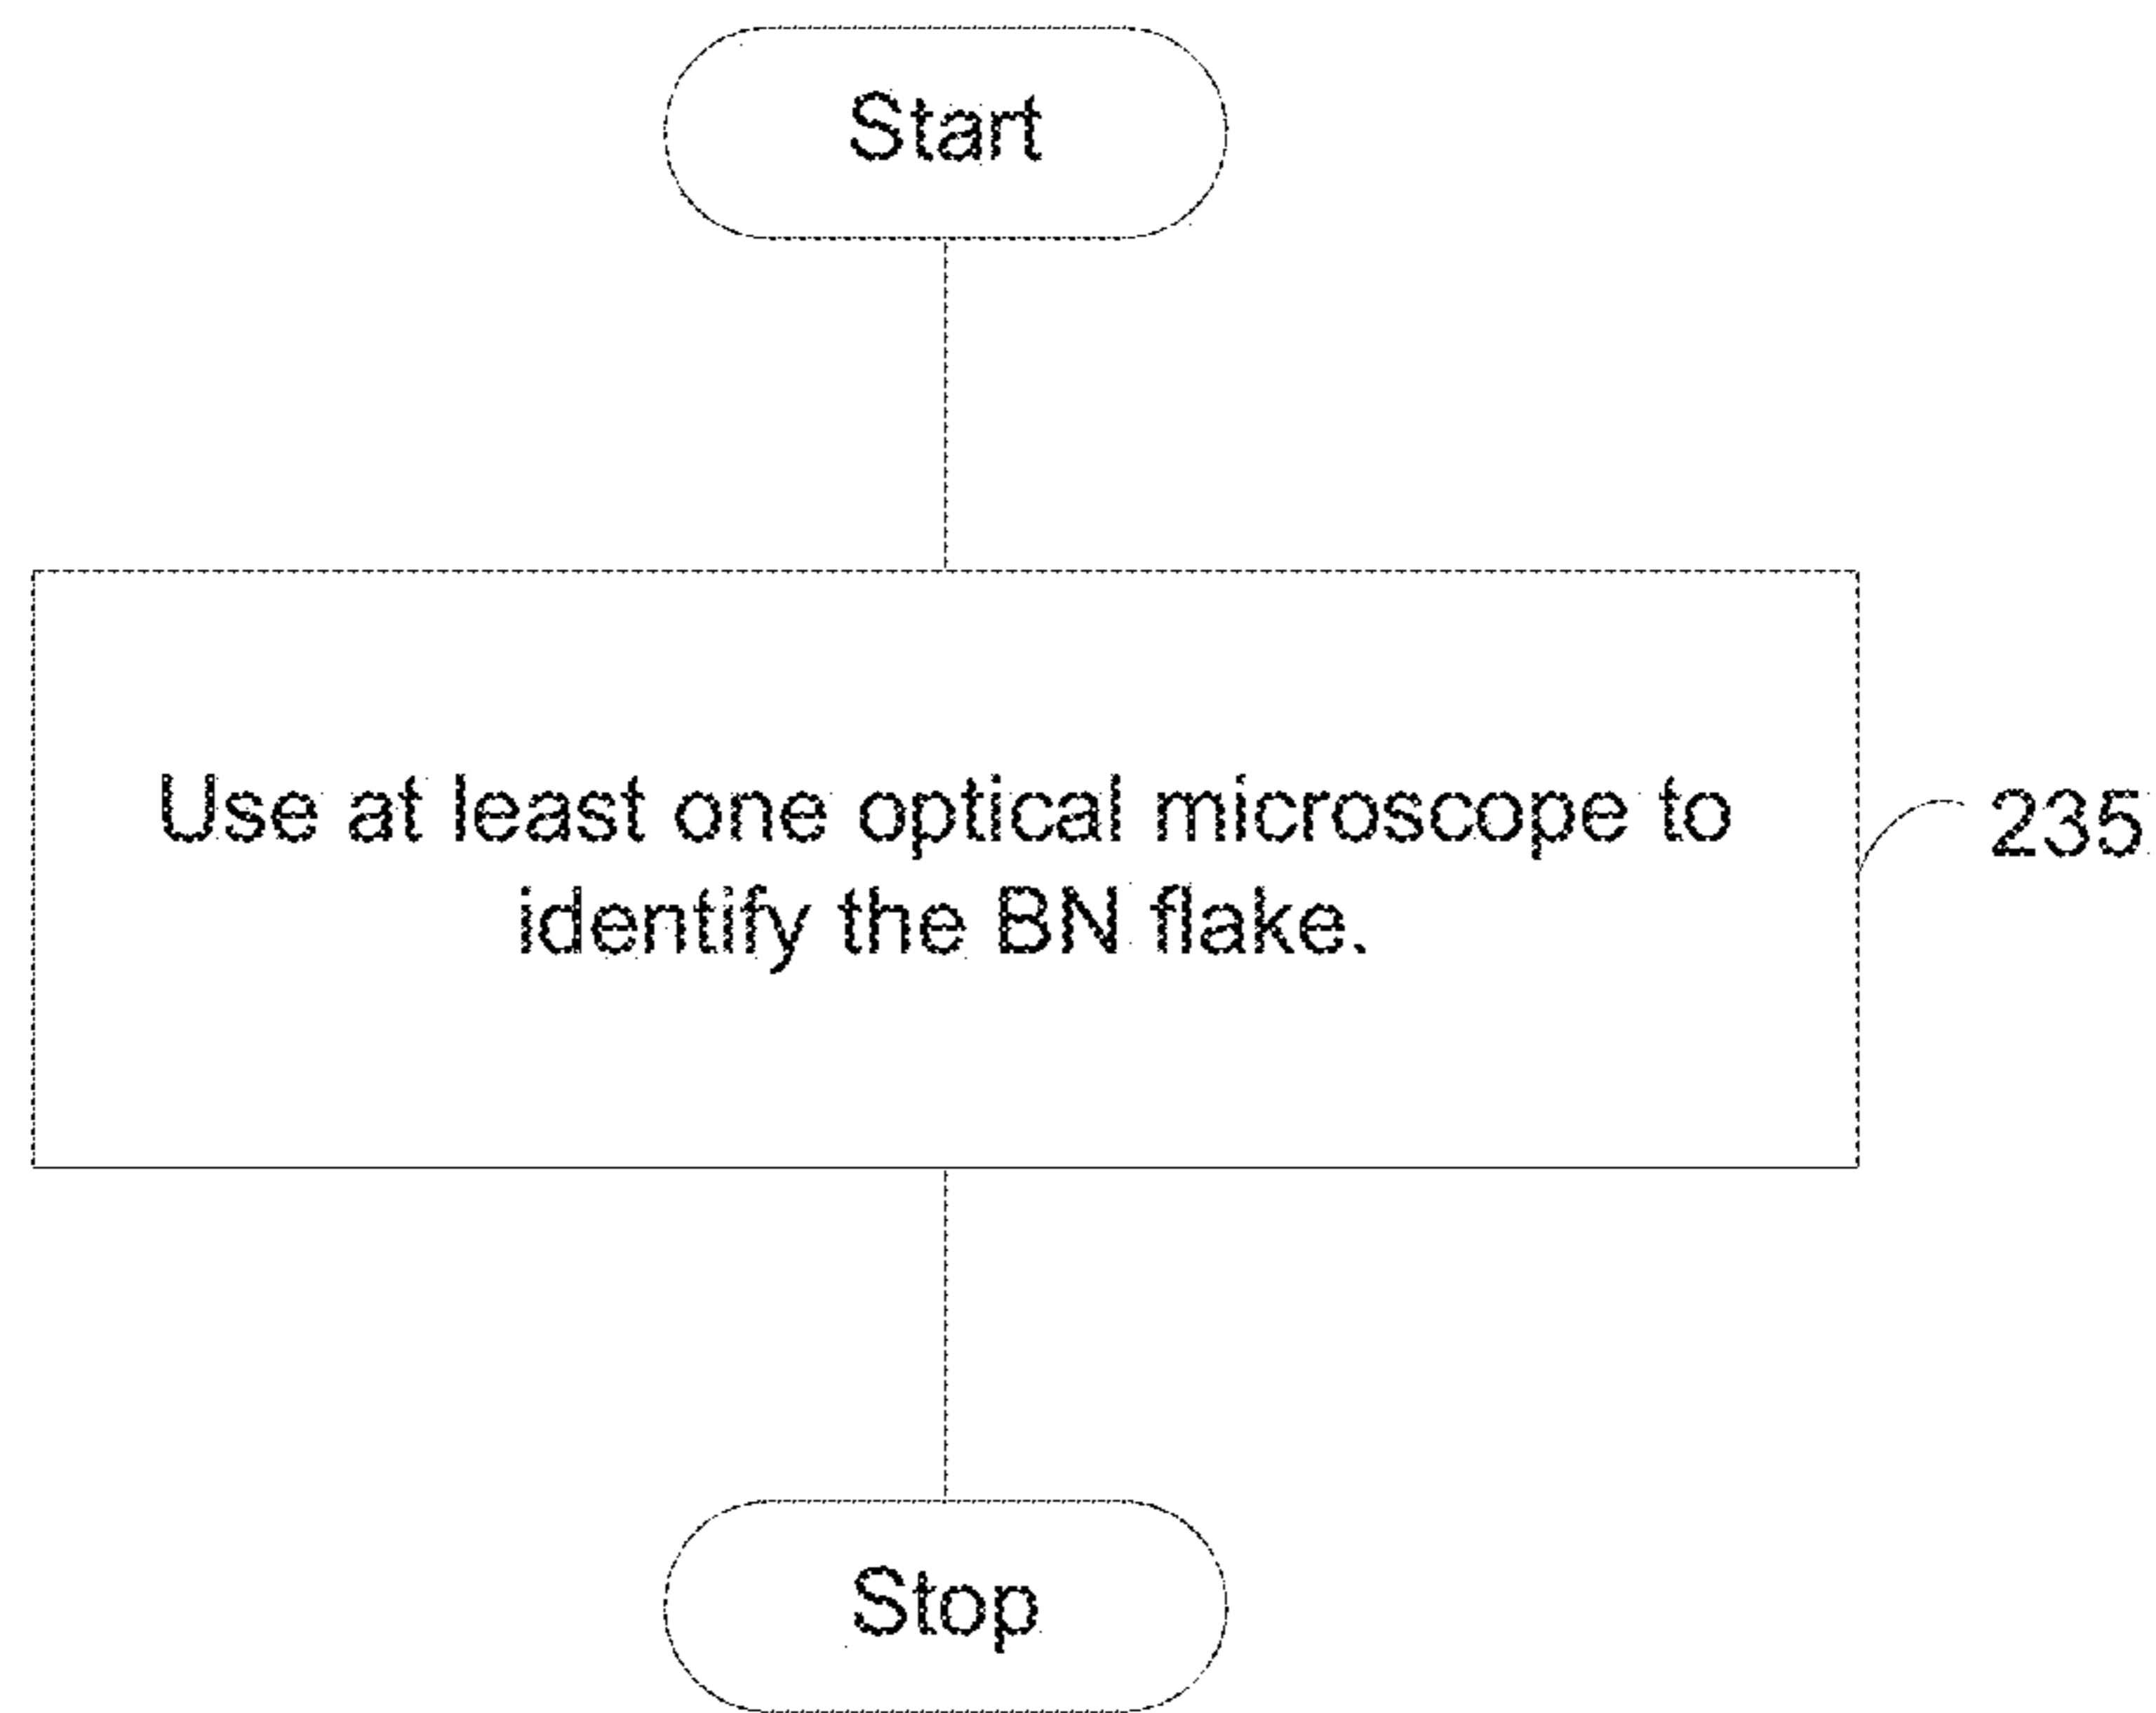 Start
Use at least one optical microscope to
identify the BN flake.
235
Stop